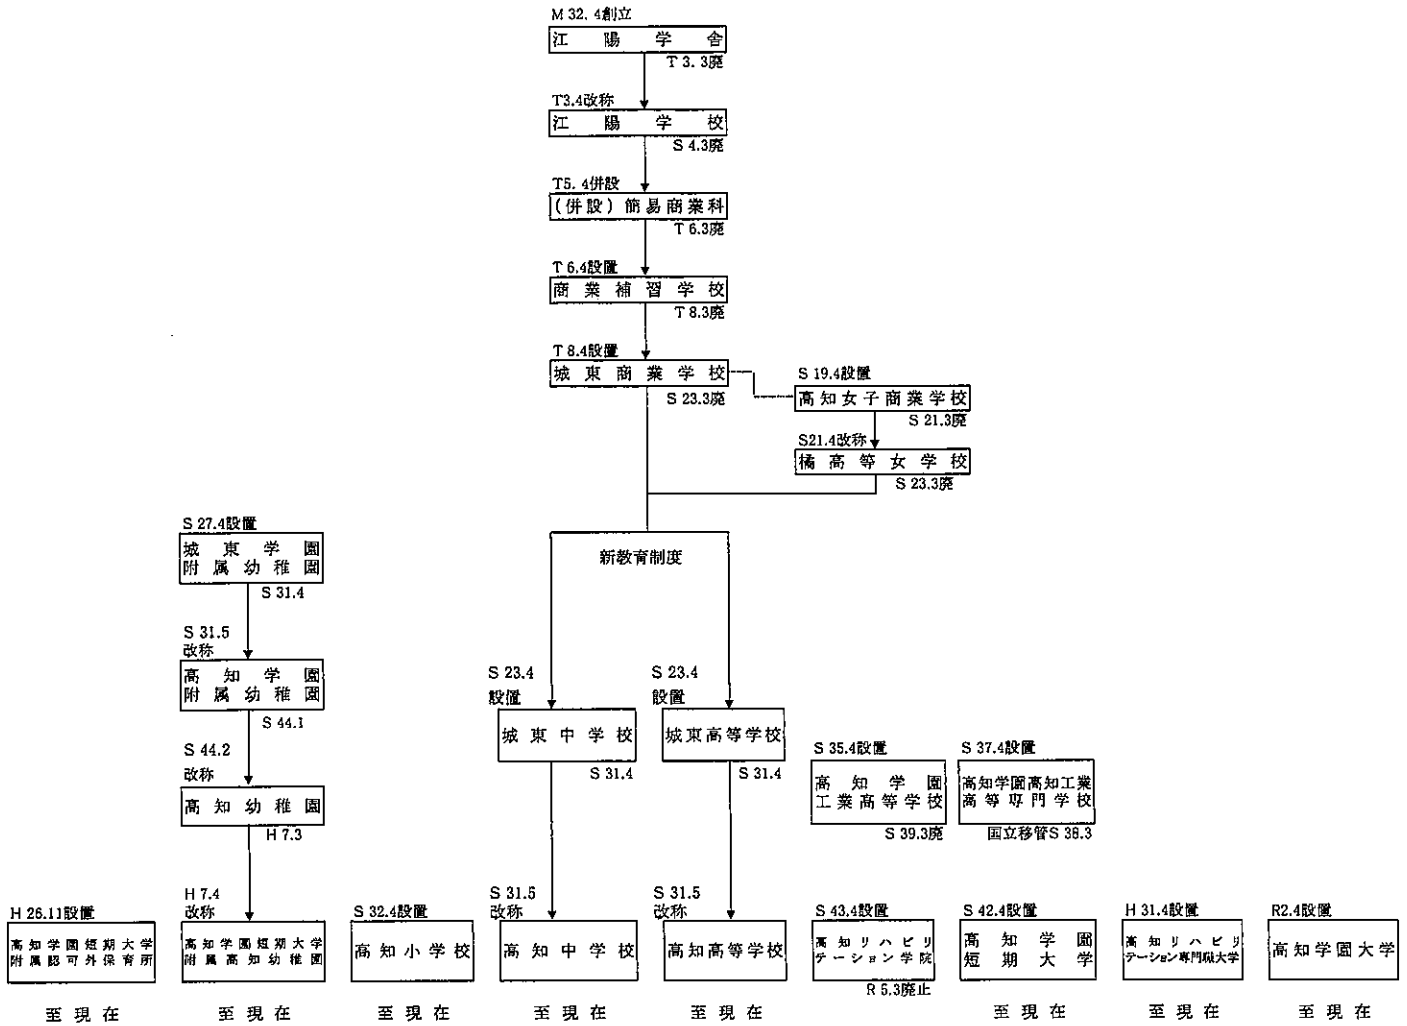 M 32. 4創立
江陽学舎
T 3. 3廃
T3.4改称
江陽学校
S 4.3廃
T5. 4併設
(併設)簡易商業科
T 6.3廃
T 6.4設置
商業補習学校
T 8.3廃
T 8.4設置
城東商業学校
S 23.3廃
S 19.4設置
高知女子商業学校
S 21.3廃
S21.4改称
橘高等女学校
S 23.3廃
新教育制度
S 27.4設置
城東学園
附属幼稚園
S 31.4
S 31.5
改称
高知学園
附属幼稚園
S 44.1
S 44.2
改称
高知幼稚園
H 7.3
S 23.4
設置
城東中学校
S 31.4
S 23.4
設置
城東高等学校
S 31.4
S 35.4設置
高知学園
工業高等学校
S 39.3廃
S 37.4設置
高知学園高知工業
高等専門学校
国立移管S 38.3
H 26.11設置
高知学園短期大学
附属認可外保育所
至現在
H 7.4
改称
高知学園短期大学
附属高知幼稚園
至現在
S 32.4設置
高知小学校
至現在
S 31.5
改称
高知中学校
至現在
S 31.5
改称
高知高等学校
至現在
S 43.4設置
高知リハビリ
テーション学院
R 5.3廃止
S 42.4設置
高知学園
短期大学
至現在
H 31.4設置
高知リハビリ
テーション専門職大学
至現在
R2.4設置
高知学園大学
至現在